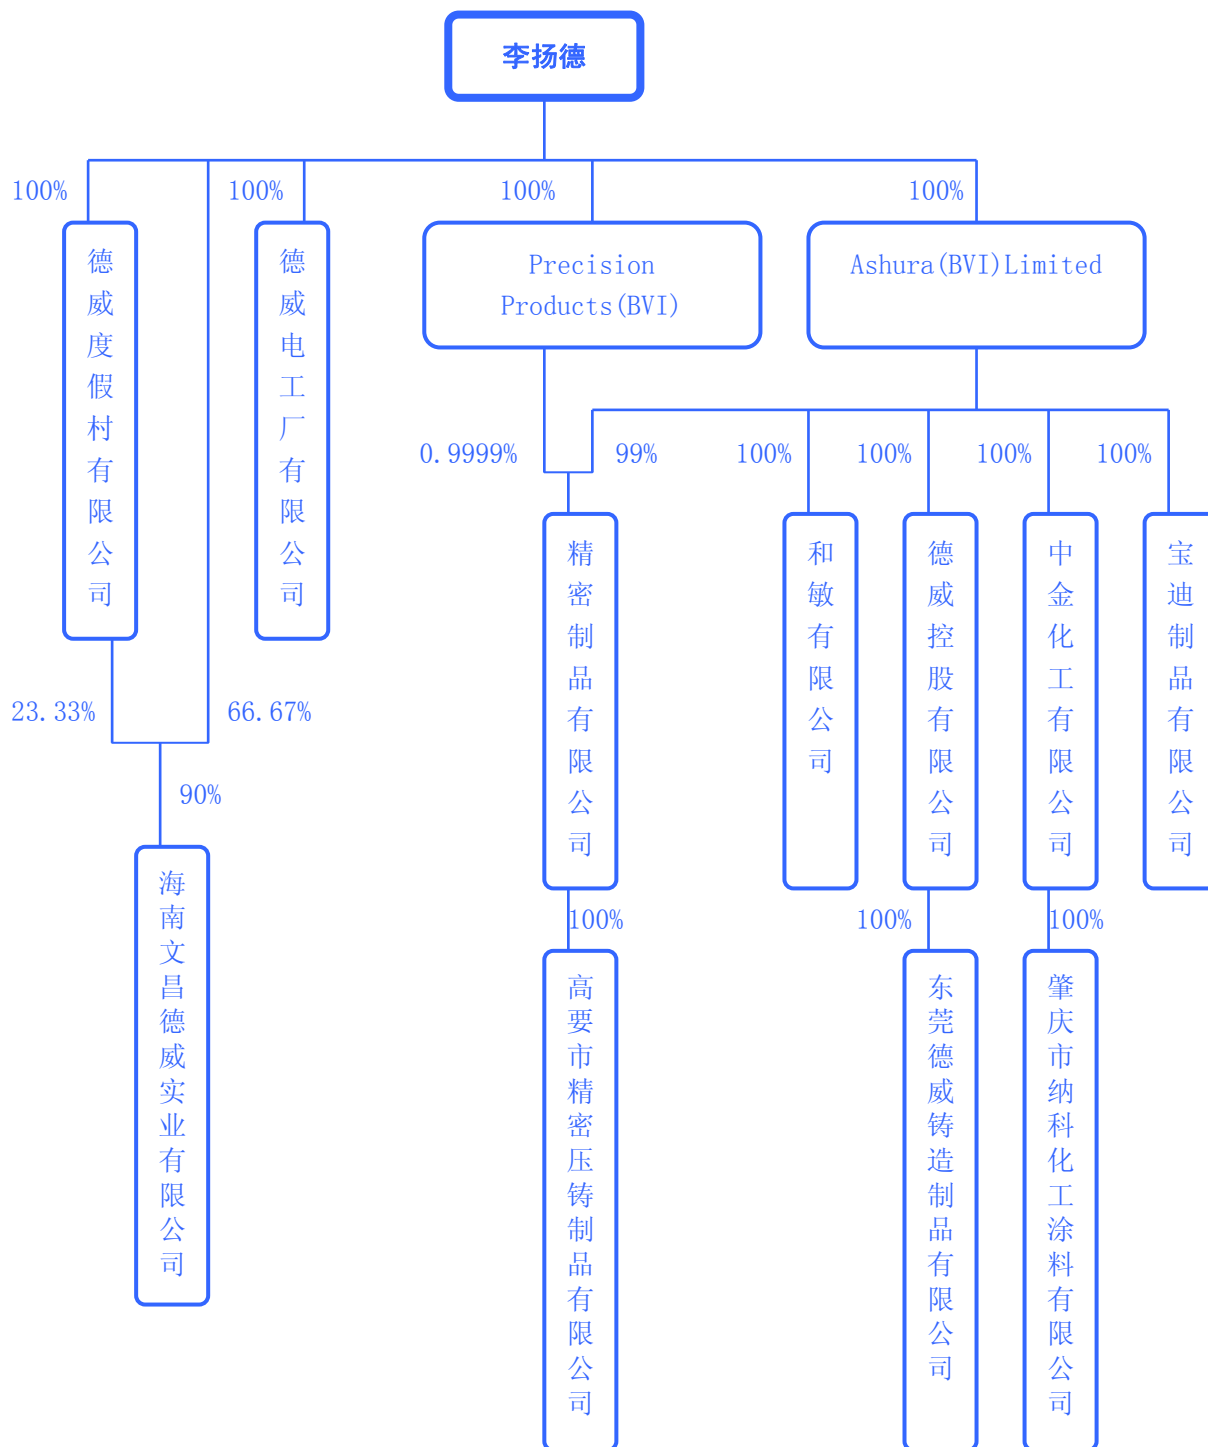 李扬德
100%
100%
100%
100%
德威度假村有限公司
德威电工厂有限公司
Precision
Products(BVI)
Ashura(BVI)Limited
0.9999%
99%
100%
100%
100%
100%
精密制品有限公司
和敏有限公司
德威控股有限公司
中金化工有限公司
宝迪制品有限公司
23.33%
66.67%
90%
海南文昌德威实业有限公司
100%
100%
100%
高要市精密压铸制品有限公司
东莞德威铸造制品有限公司
肇庆市纳科化工涂料有限公司